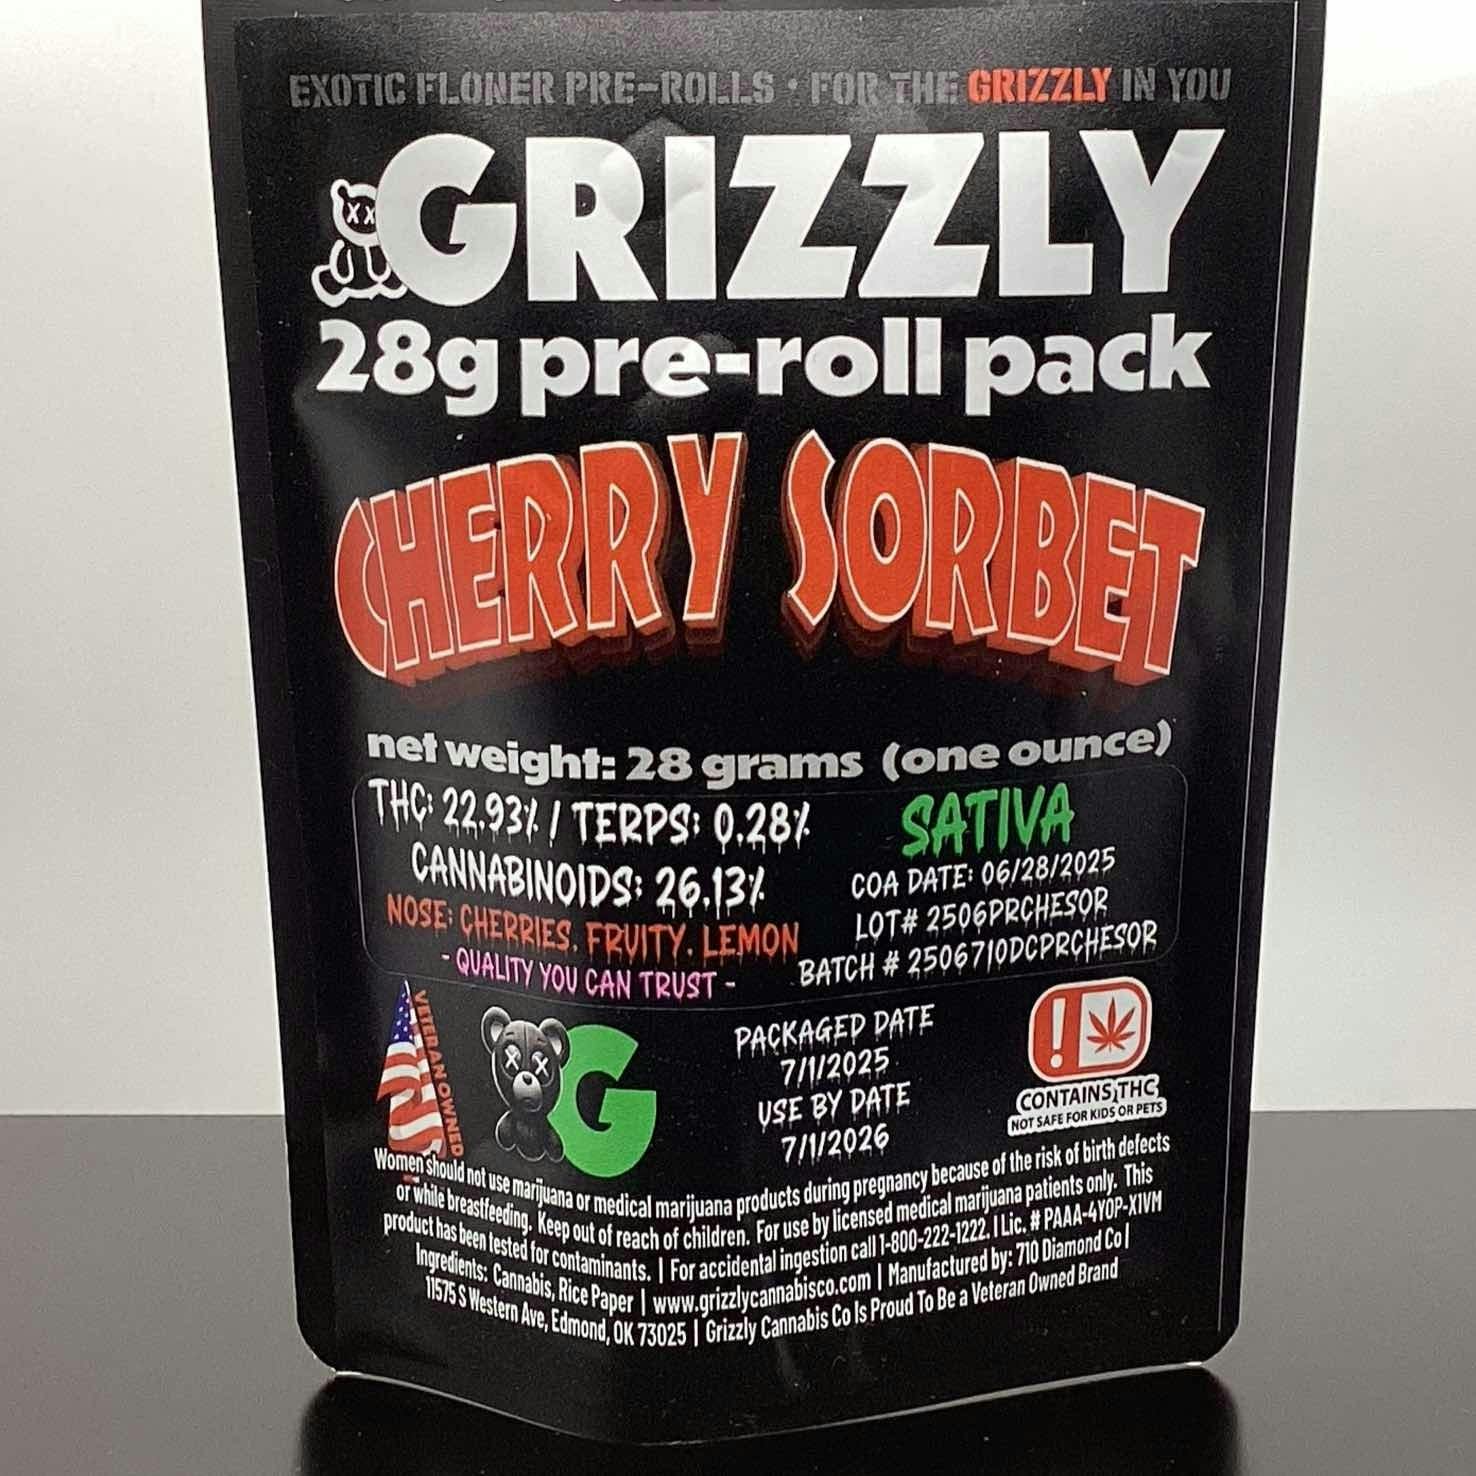 EXOTIC FLOWER PRE-ROLLS • FOR THE GRIZZLY IN YOU
GRIZZLY
28g pre-roll pack
CHERRY SORBET
net weight: 28 grams (one ounce)
THC: 22.93% / TERPS: 0.28%
CANNABINOIDS: 26.13%
NOSE: CHERRIES, FRUITY, LEMON
- QUALITY YOU CAN TRUST -
SATIVA
COA DATE: 06/28/2025
LOT# 2506PRCHESOR
BATCH # 2506710DCPRCHESOR
VETERAN OWNED
G
PACKAGED DATE
7/1/2025
USE BY DATE
7/1/2026
!
CONTAINS THC
NOT SAFE FOR KIDS OR PETS
Women should not use marijuana or medical marijuana products during pregnancy because of the risk of birth defects
or while breastfeeding. Keep out of reach of children. For use by licensed medical marijuana patients only. This
product has been tested for contaminants. | For accidental ingestion call 1-800-222-1222. | Lic. # PAAA-4YOP-X1VM
Ingredients: Cannabis, Rice Paper | www.grizzlycannabisco.com | Manufactured by: 710 Diamond Co |
11575 S Western Ave, Edmond, OK 73025 | Grizzly Cannabis Co Is Proud To Be a Veteran Owned Brand